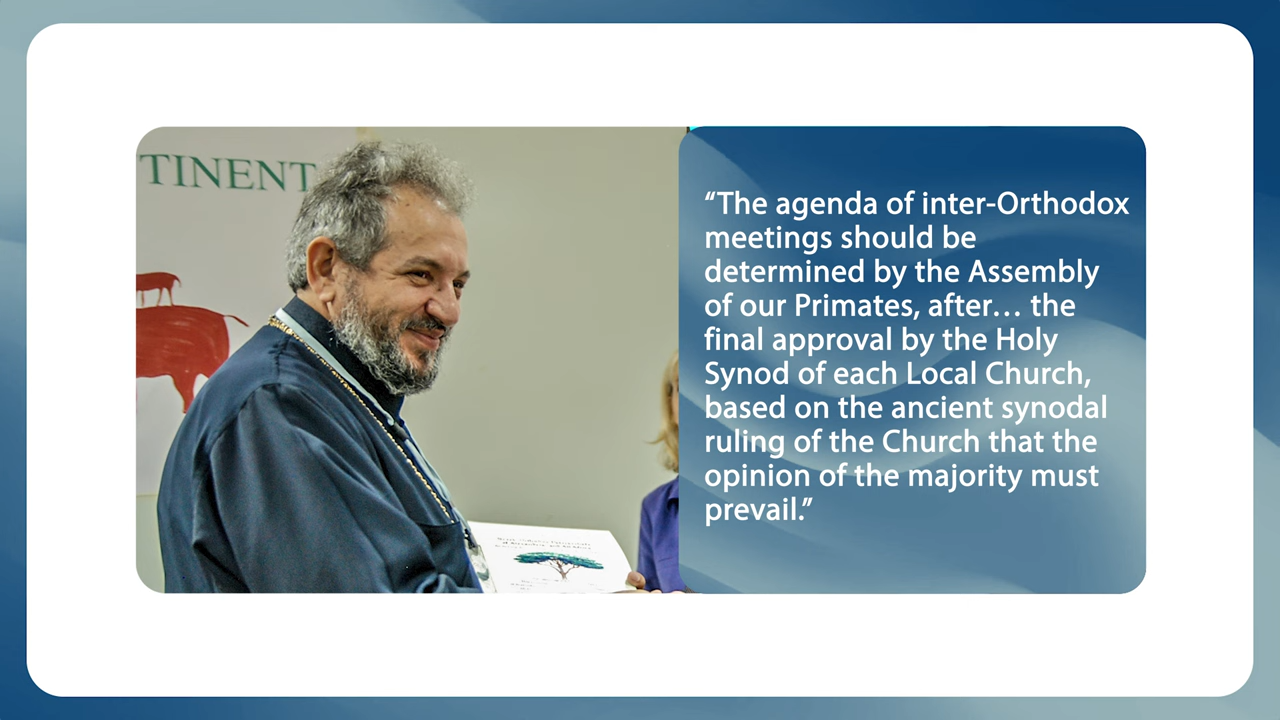 TINENT
“The agenda of inter-Orthodox
meetings should be
determined by the Assembly
of our Primates, after… the
final approval by the Holy
Synod of each Local Church,
based on the ancient synodal
ruling of the Church that the
opinion of the majority must
prevail.”